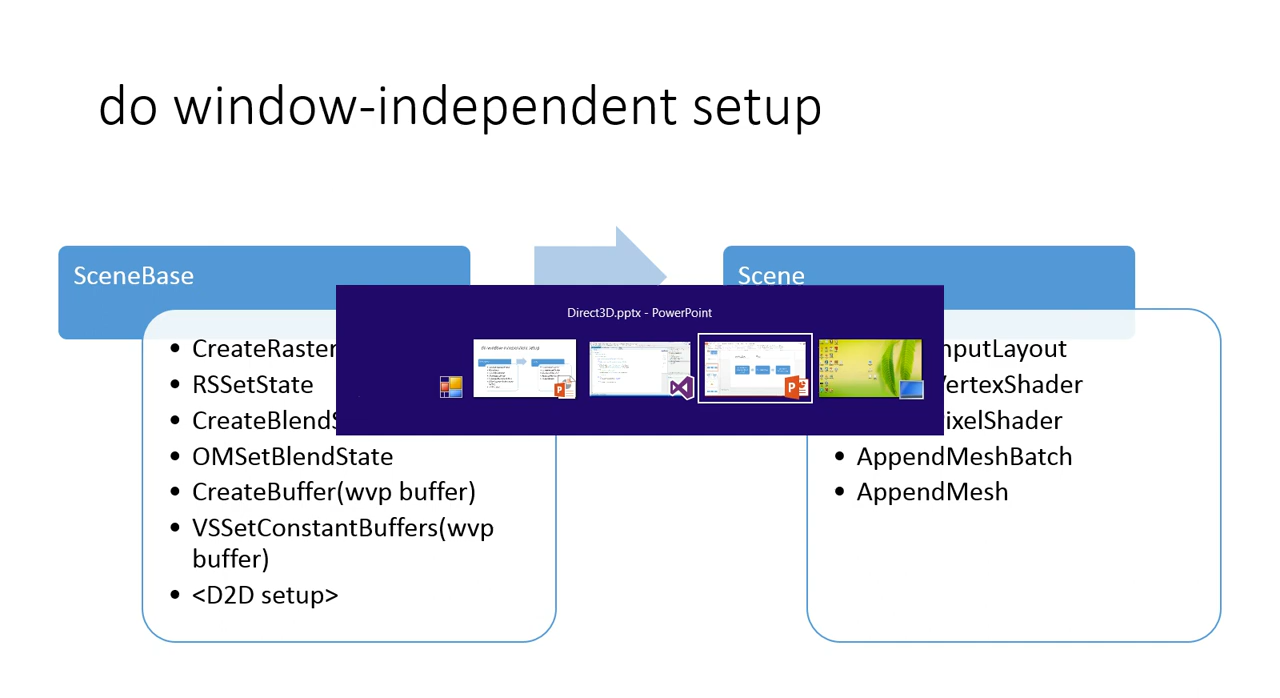 do window-independent setup
SceneBase
Scene
Direct3D.pptx - PowerPoint
• CreateRaster
• RSSetState
• CreateBlendS
• OMSetBlendState
• CreateBuffer(wvp buffer)
• VSSetConstantBuffers(wvp
buffer)
• <D2D setup>
nputLayout
VertexShader
ixelShader
• AppendMeshBatch
• AppendMesh